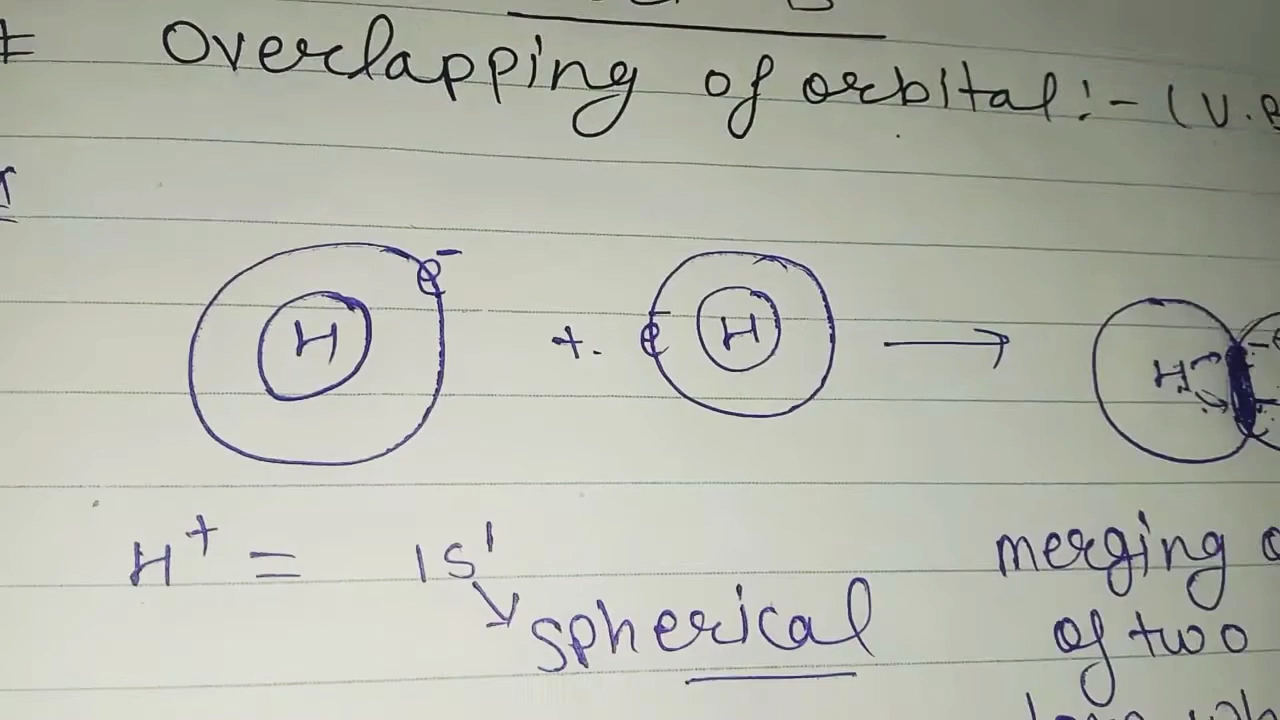 Overlapping of orbital :- (V.B
e⁻
H + e⁻ H → H
H⁺ = 1s¹ merging
spherical of two